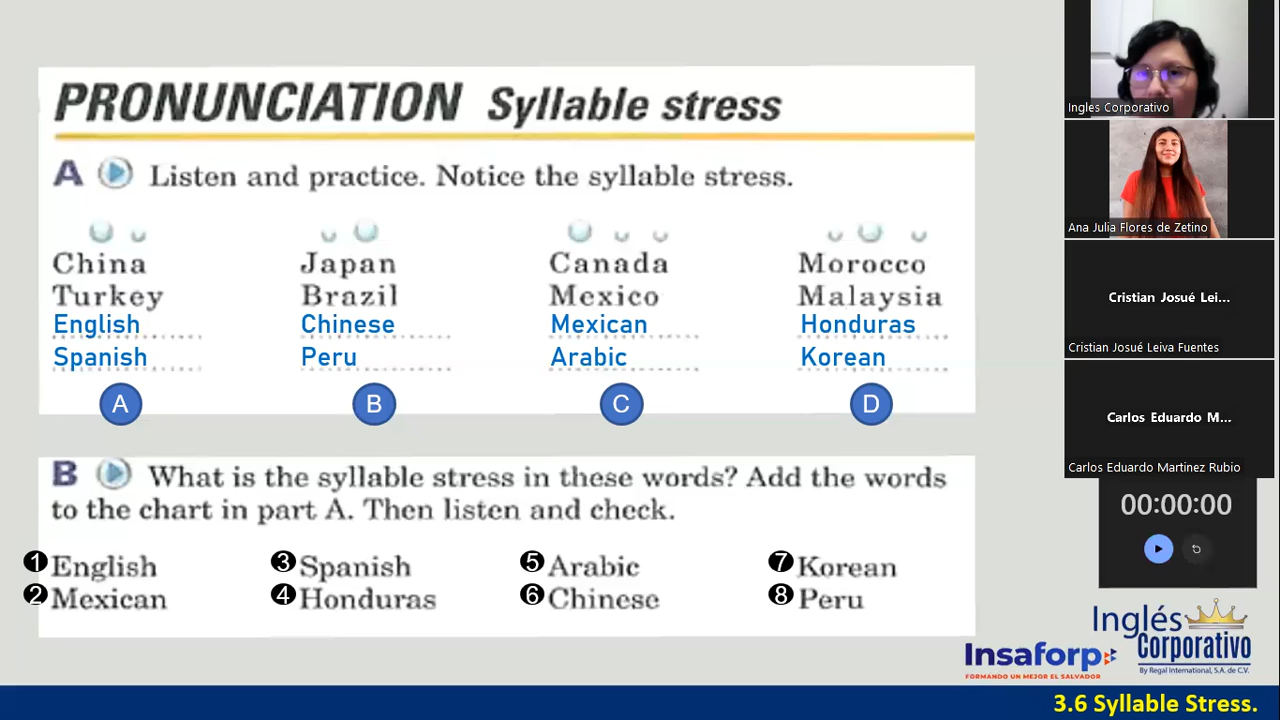 PRONUNCIATION Syllable stress
A Listen and practice. Notice the syllable stress.
China Japan Canada Morocco
Turkey Brazil Mexico Malaysia
English Chinese Mexican Honduras
Spanish Peru Arabic Korean
A B C D
B What is the syllable stress in these words? Add the words
to the chart in part A. Then listen and check.
1 English 3 Spanish 5 Arabic 7 Korean
2 Mexican 4 Honduras 6 Chinese 8 Peru
Ingles Corporativo
Ana Julia Flores de Zetino
Cristian Josué Lei...
Cristian Josué Leiva Fuentes
Carlos Eduardo M...
Carlos Eduardo Martinez Rubio
00:00:00
Insaforp
FORMANDO UN MEJOR EL SALVADOR
Inglés
Corporativo
By Regal International, S.A. de C.V.
3.6 Syllable Stress.